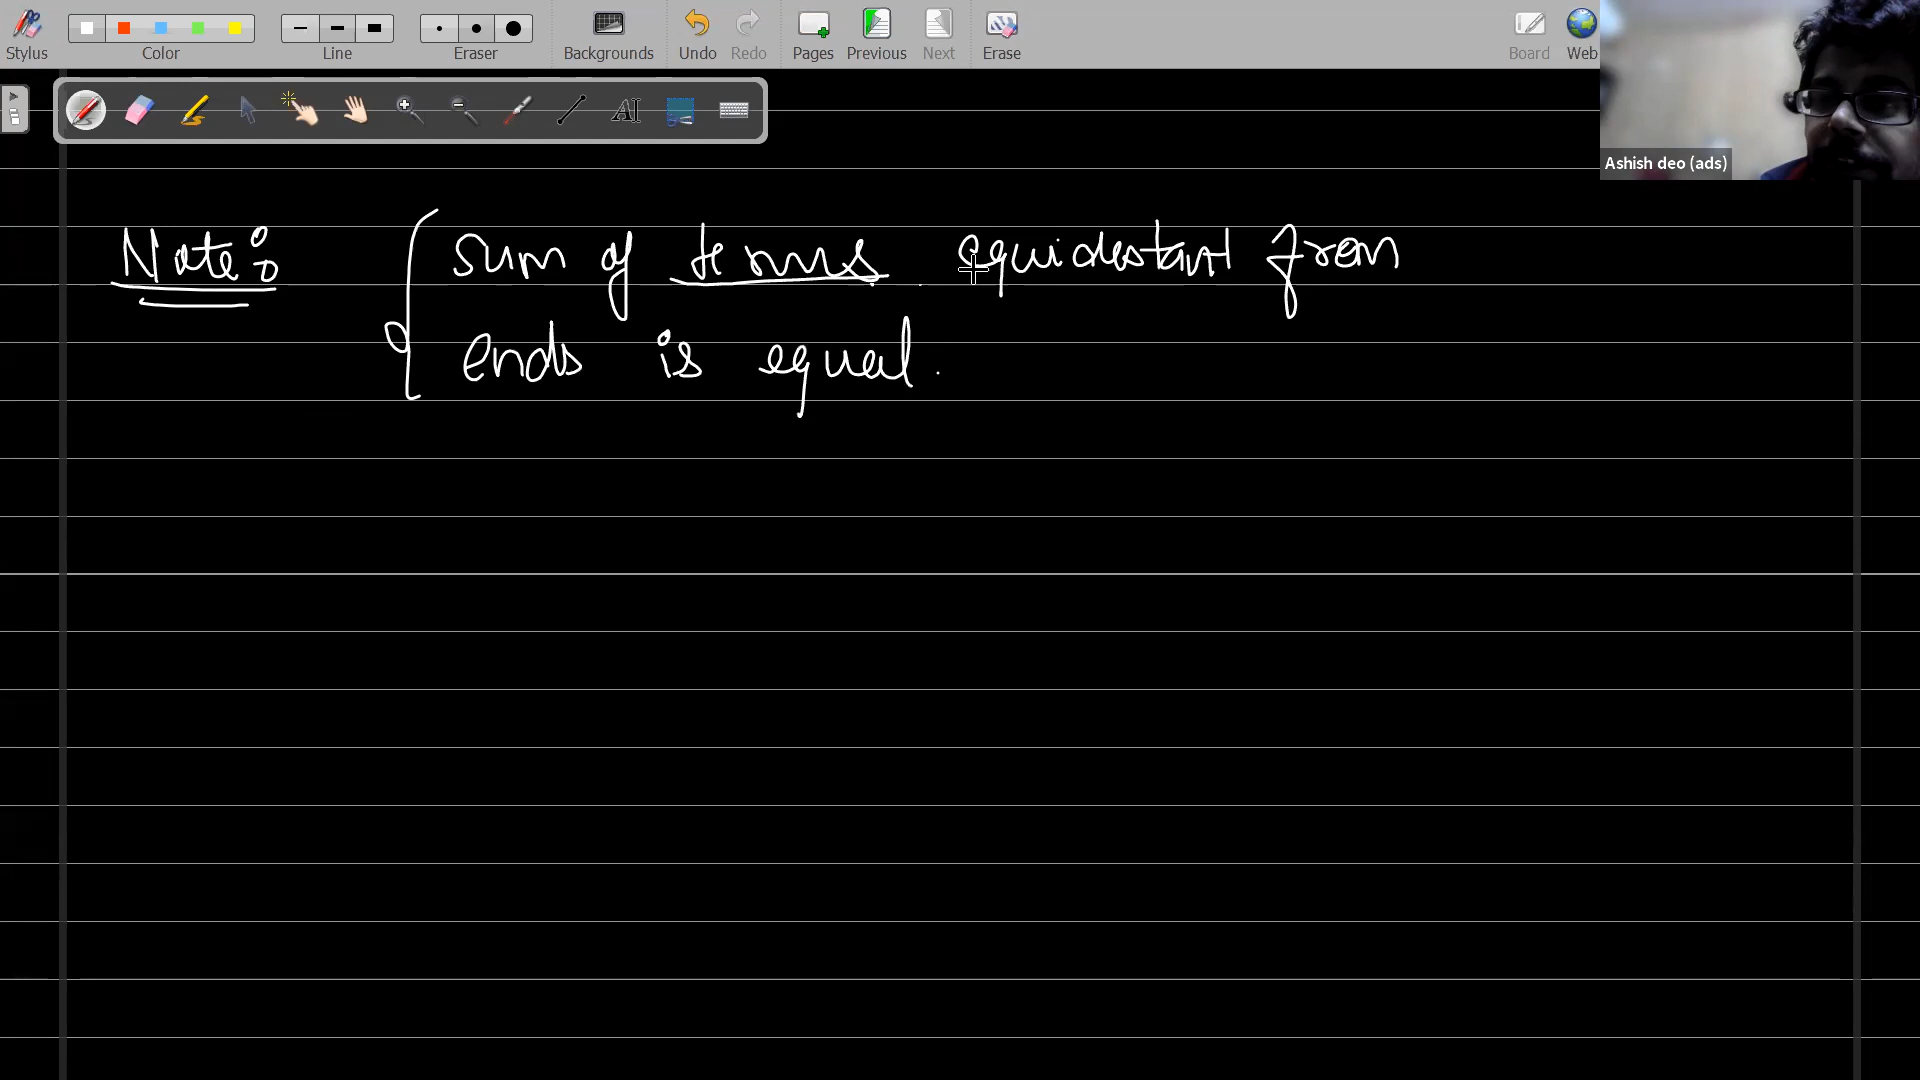 Stylus Color Line Eraser Backgrounds Undo Redo Pages Previous Next Erase Board Web
AI
Ashish deo (ads)
Note: sum of terms equidistant from
ends is equal.